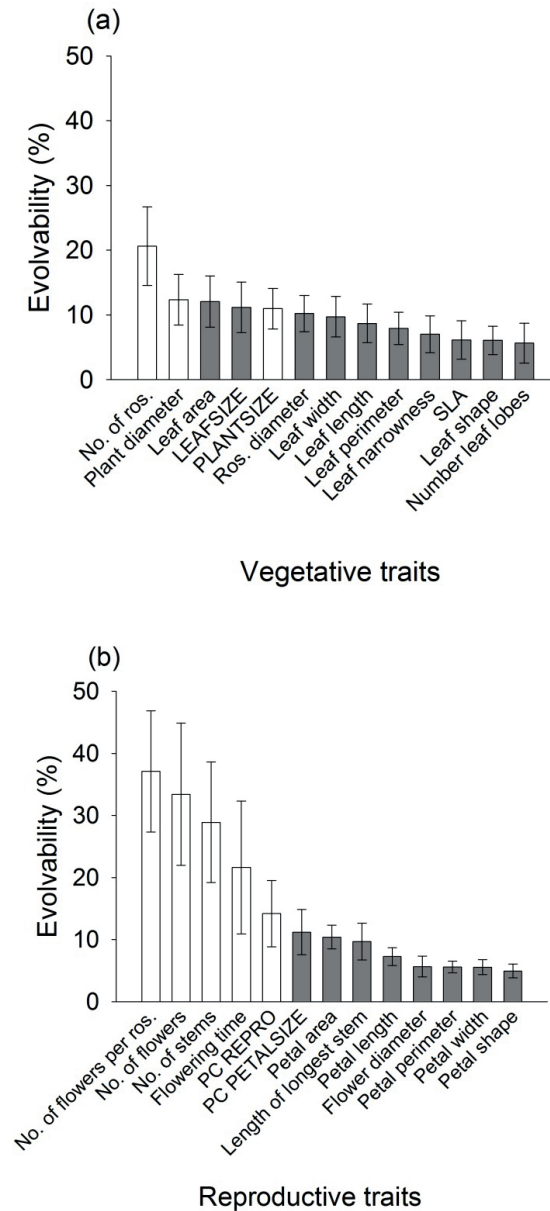 (a)
50
40
30
20
10
0
Evolvability (%)
No. of ros.
Plant diameter
Leaf area
LEAFSIZE
PLANTSIZE
Ros. diameter
Leaf width
Leaf length
Leaf perimeter
Leaf narrowness
SLA
Leaf shape
Number leaf lobes
Vegetative traits
(b)
50
40
30
20
10
0
Evolvability (%)
No. of flowers per ros.
No. of flowers
No. of stems
Flowering time
PC REPRO
PC PETALSIZE
Petal area
Length of longest stem
Petal length
Flower diameter
Petal perimeter
Petal width
Petal shape
Reproductive traits